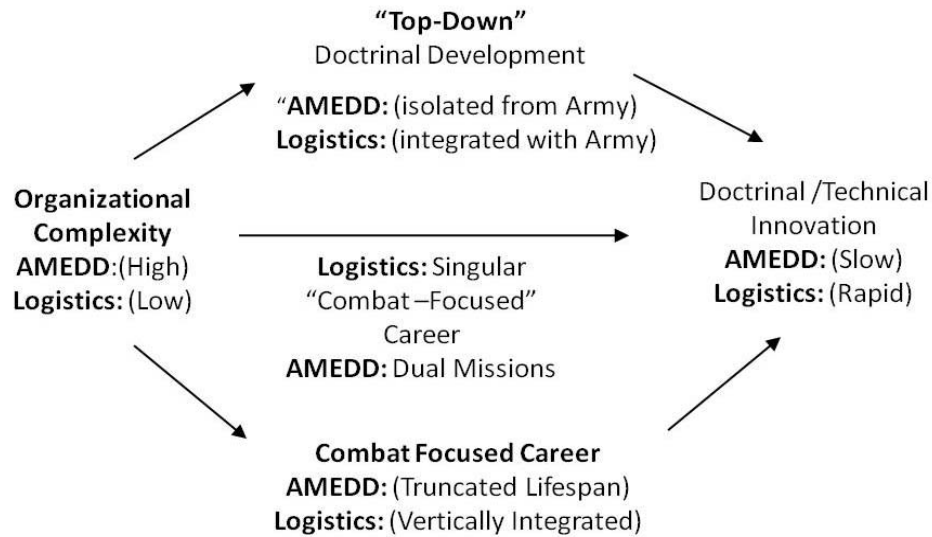 “Top-Down”
Doctrinal Development
“AMEDD: (isolated from Army)
Logistics: (integrated with Army)
Organizational
Complexity
AMEDD:(High)
Logistics: (Low)
Logistics: Singular
“Combat –Focused”
Career
AMEDD: Dual Missions
Doctrinal /Technical
Innovation
AMEDD: (Slow)
Logistics: (Rapid)
Combat Focused Career
AMEDD: (Truncated Lifespan)
Logistics: (Vertically Integrated)